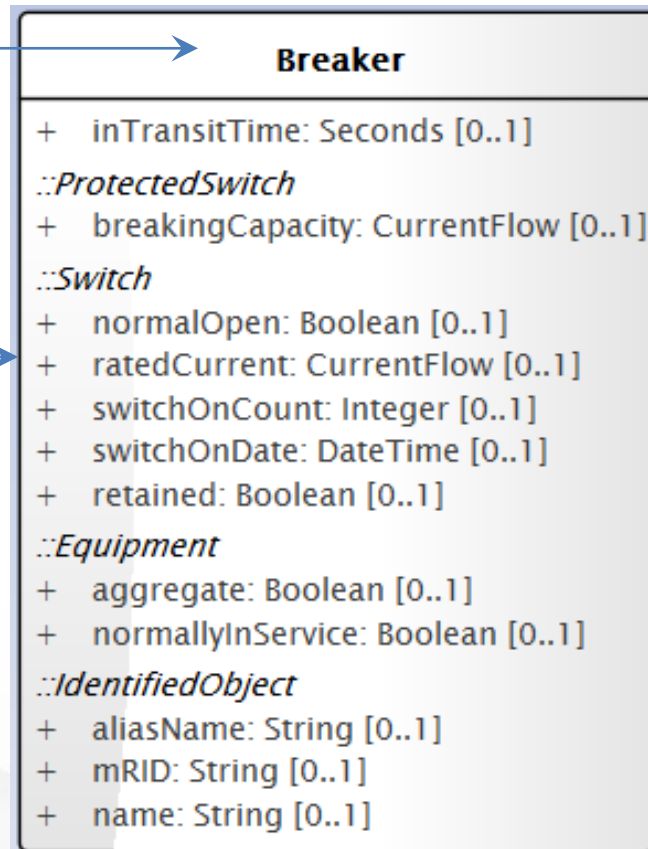 Breaker
+ inTransitTime: Seconds [0..1]
::ProtectedSwitch
+ breakingCapacity: CurrentFlow [0..1]
::Switch
+ normalOpen: Boolean [0..1]
+ ratedCurrent: CurrentFlow [0..1]
+ switchOnCount: Integer [0..1]
+ switchOnDate: DateTime [0..1]
+ retained: Boolean [0..1]
::Equipment
+ aggregate: Boolean [0..1]
+ normallyInService: Boolean [0..1]
::IdentifiedObject
+ aliasName: String [0..1]
+ mRID: String [0..1]
+ name: String [0..1]